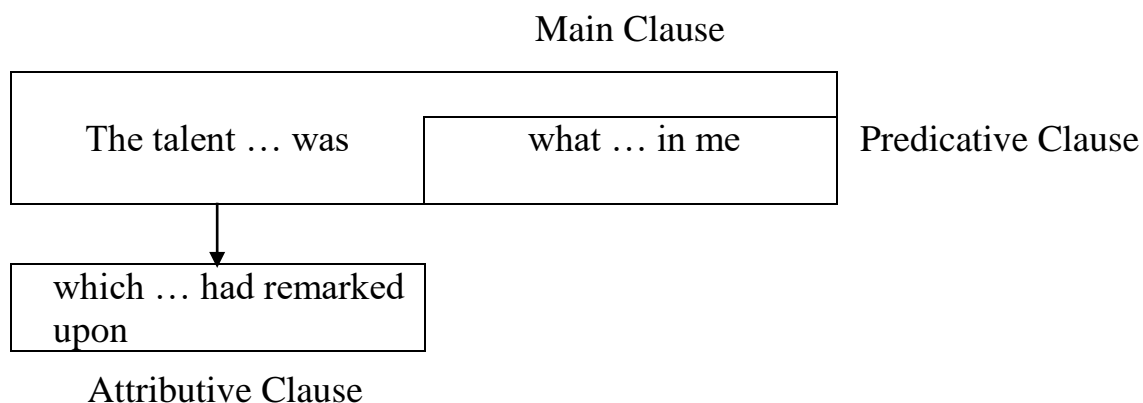 Main Clause
The talent … was
what … in me
Predicative Clause
which … had remarked
upon
Attributive Clause